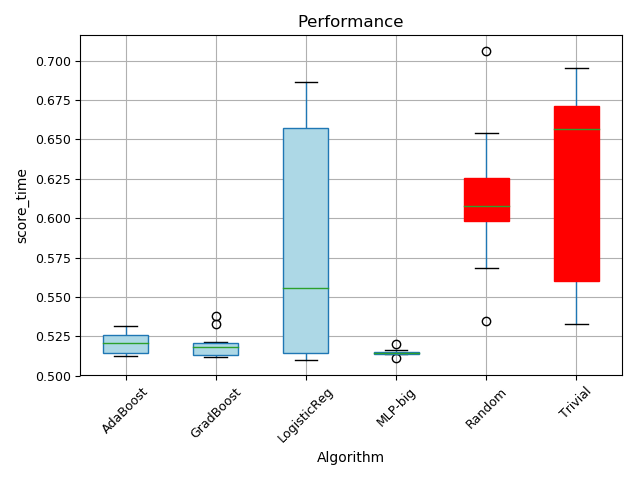 Performance
0.700
0.675
0.650
0.625
0.600
0.575
0.550
0.525
0.500
score_time
AdaBoost
GradBoost
LogisticReg
MLP-big
Random
Trivial
Algorithm